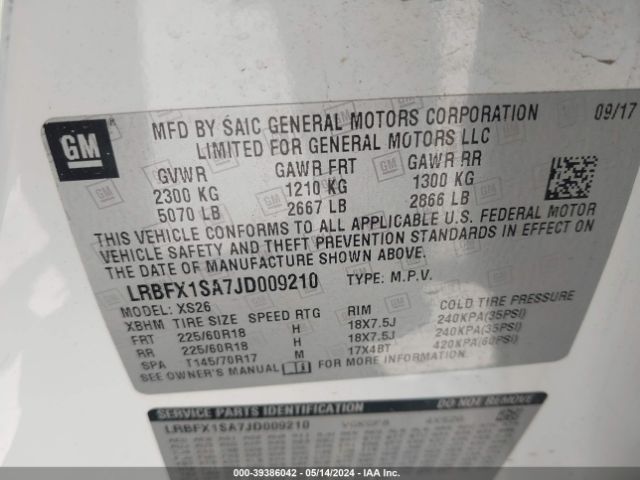 GM
MFD BY SAIC GENERAL MOTORS CORPORATION 09/17
LIMITED FOR GENERAL MOTORS LLC
GVWR GAWR FRT GAWR RR
2300 KG 1210 KG 1300 KG
5070 LB 2667 LB 2866 LB
THIS VEHICLE CONFORMS TO ALL APPLICABLE U.S. FEDERAL MOTOR
VEHICLE SAFETY AND THEFT PREVENTION STANDARDS IN EFFECT ON
THE DATE OF MANUFACTURE SHOWN ABOVE.
LRBFX1SA7JD009210 TYPE: M.P.V.
MODEL: XS26
XBHM TIRE SIZE SPEED RTG RIM COLD TIRE PRESSURE
FRT 225/60R18 H 18X7.5J 240KPA(35PSI)
RR 225/60R18 H 18X7.5J 240KPA(35PSI)
SPA T145/70R17 M 17X4BT 420KPA(60PSI)
SEE OWNER'S MANUAL FOR MORE INFORMATION.
SERVICE PARTS IDENTIFICATION DO NOT REMOVE
LRBFX1SA7JD009210 4XS26
000-39386042 - 05/14/2024 - IAA Inc.